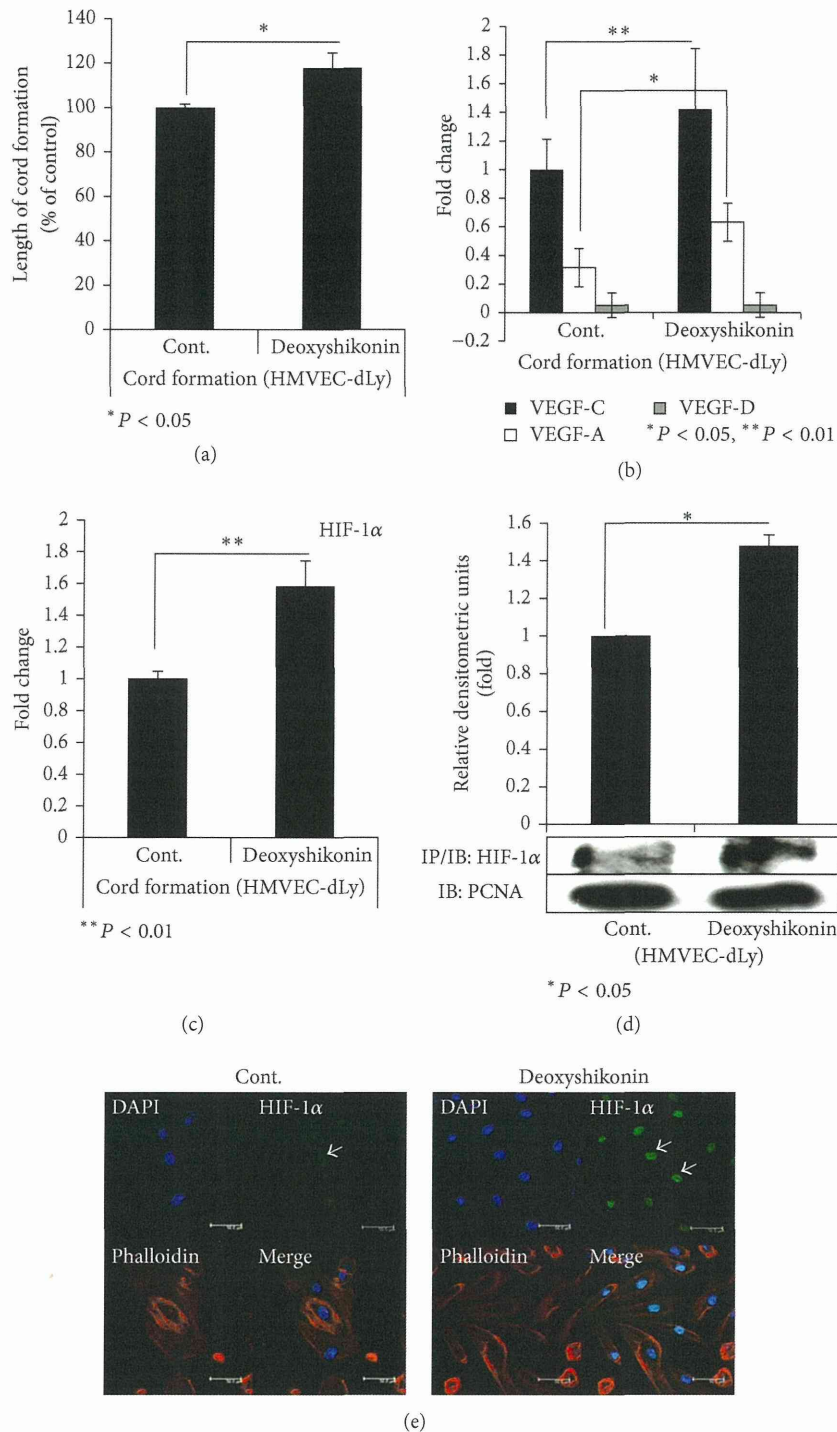 140
120
100
80
60
40
20
0
Length of cord formation
(% of control)
*
Cont.
Deoxyshikonin
Cord formation (HMVEC-dLy)
*P < 0.05
(a)
2
1.8
1.6
1.4
1.2
1
0.8
0.6
0.4
0.2
0
−0.2
Fold change
**
*
Cont.
Deoxyshikonin
Cord formation (HMVEC-dLy)
VEGF-C
VEGF-D
VEGF-A
*P < 0.05, **P < 0.01
(b)
2
1.8
1.6
1.4
1.2
1
0.8
0.6
0.4
0.2
0
Fold change
HIF-1α
**
Cont.
Deoxyshikonin
Cord formation (HMVEC-dLy)
**P < 0.01
(c)
1.6
1.4
1.2
1
0.8
0.6
0.4
0.2
0
Relative densitometric units
(fold)
*
IP/IB: HIF-1α
IB: PCNA
Cont.
Deoxyshikonin
(HMVEC-dLy)
*P < 0.05
(d)
Cont.
DAPI
HIF-1α
Phalloidin
Merge
Deoxyshikonin
DAPI
HIF-1α
Phalloidin
Merge
(e)